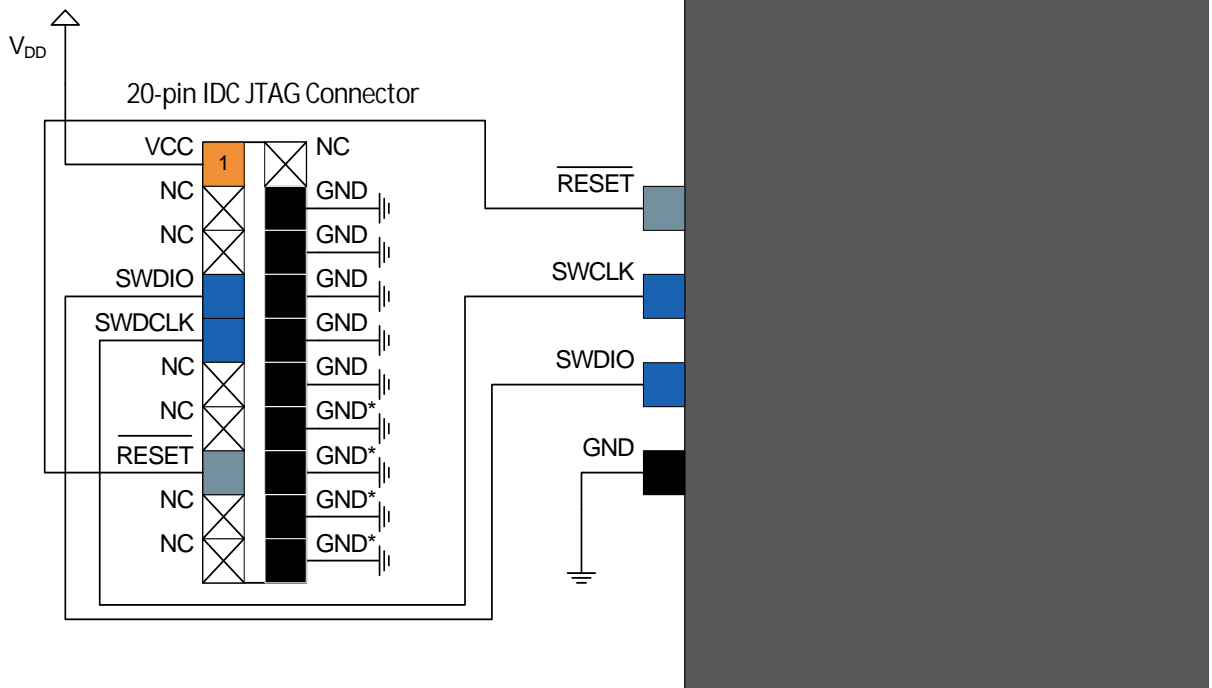 VDD
20-pin IDC JTAG Connector
VCC 1 NC
NC GND
NC GND
SWDIO GND
SWDCLK GND
NC GND
NC GND*
RESET GND*
NC GND*
NC GND*
RESET
SWCLK
SWDIO
GND